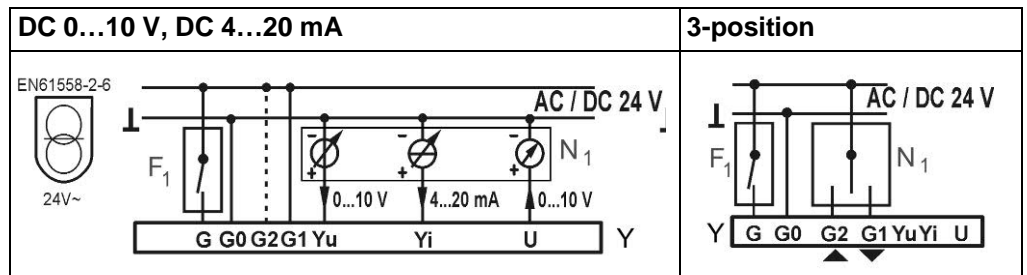 DC 0…10 V, DC 4…20 mA
3-position
EN61558-2-6
24V~
AC / DC 24 V
F1
N1
0...10 V
4...20 mA
0...10 V
G G0 G2 G1 Yu Yi U
Y
AC / DC 24 V
F1
N1
Y
G G0 G2 G1 Yu Yi U